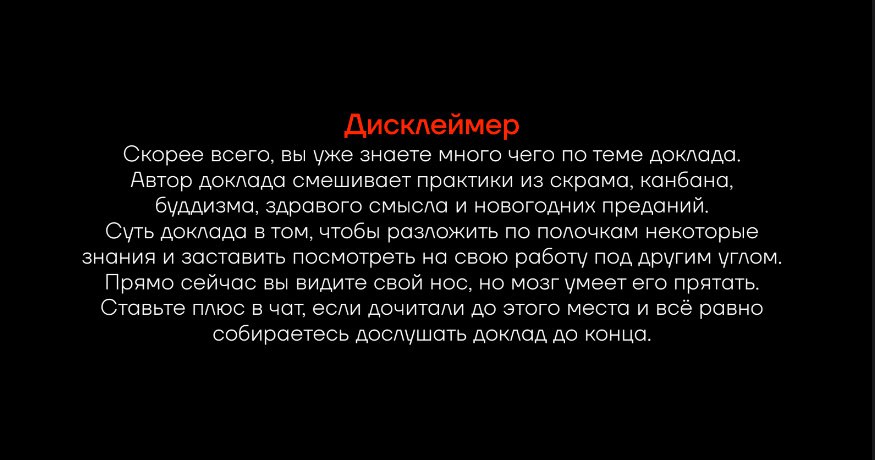 Дисклеймер
Скорее всего, вы уже знаете много чего по теме доклада.
Автор доклада смешивает практики из скрама, канбана,
буддизма, здравого смысла и новогодних преданий.
Суть доклада в том, чтобы разложить по полочкам некоторые
знания и заставить посмотреть на свою работу под другим углом.
Прямо сейчас вы видите свой нос, но мозг умеет его прятать.
Ставьте плюс в чат, если дочитали до этого места и всё равно
собираетесь дослушать доклад до конца.